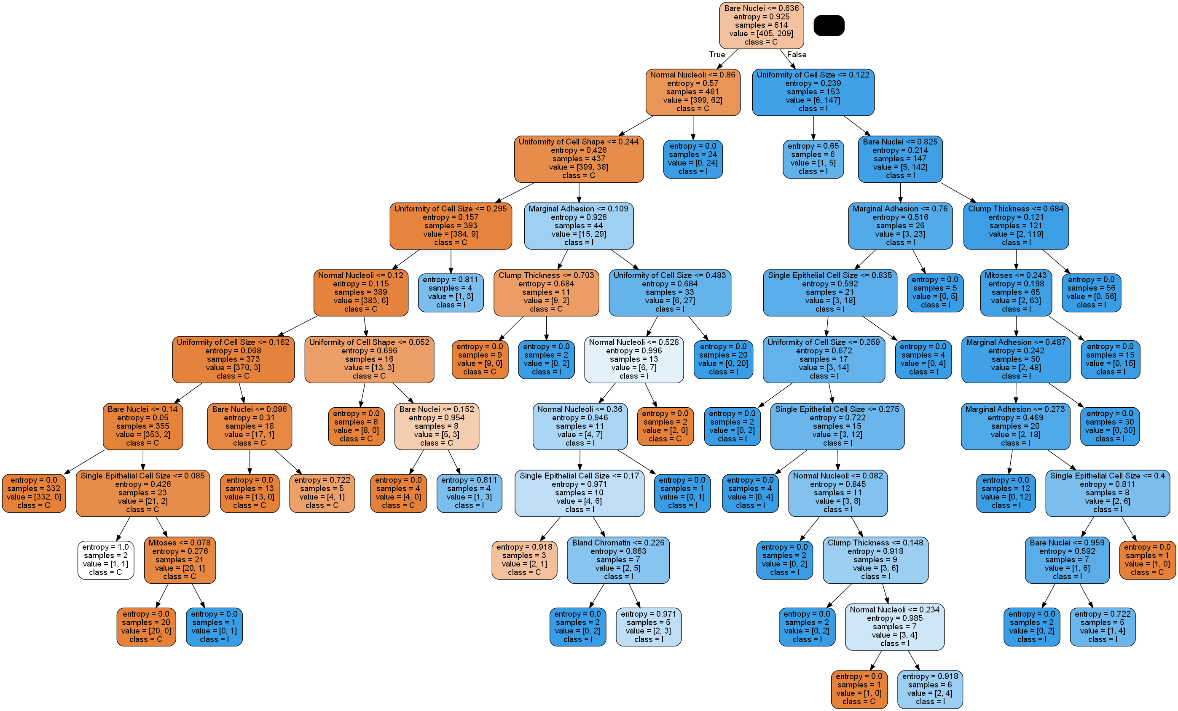 Bare Nuclei <= 0.636
entropy = 0.925
samples = 614
value = [405, 209]
class = C
True
False
Normal Nucleoli <= 0.86
entropy = 0.57
samples = 461
value = [399, 62]
class = C
Uniformity of Cell Size <= 0.122
entropy = 0.239
samples = 153
value = [6, 147]
class = I
Uniformity of Cell Shape <= 0.244
entropy = 0.426
samples = 437
value = [399, 38]
class = C
entropy = 0.0
samples = 24
value = [0, 24]
class = I
entropy = 0.65
samples = 6
value = [1, 5]
class = I
Bare Nuclei <= 0.825
entropy = 0.214
samples = 147
value = [5, 142]
class = I
Uniformity of Cell Size <= 0.295
entropy = 0.157
samples = 393
value = [384, 9]
class = C
Marginal Adhesion <= 0.109
entropy = 0.926
samples = 44
value = [15, 29]
class = I
Marginal Adhesion <= 0.76
entropy = 0.516
samples = 26
value = [3, 23]
class = I
Clump Thickness <= 0.684
entropy = 0.121
samples = 121
value = [2, 119]
class = I
Normal Nucleoli <= 0.12
entropy = 0.115
samples = 389
value = [383, 6]
class = C
entropy = 0.811
samples = 4
value = [1, 3]
class = I
Clump Thickness <= 0.703
entropy = 0.684
samples = 11
value = [9, 2]
class = C
Uniformity of Cell Size <= 0.483
entropy = 0.684
samples = 33
value = [6, 27]
class = I
Single Epithelial Cell Size <= 0.835
entropy = 0.592
samples = 21
value = [3, 18]
class = I
entropy = 0.0
samples = 5
value = [0, 5]
class = I
Mitoses <= 0.243
entropy = 0.198
samples = 65
value = [2, 63]
class = I
entropy = 0.0
samples = 56
value = [0, 56]
class = I
Uniformity of Cell Size <= 0.182
entropy = 0.068
samples = 373
value = [370, 3]
class = C
Uniformity of Cell Shape <= 0.052
entropy = 0.696
samples = 16
value = [13, 3]
class = C
entropy = 0.0
samples = 9
value = [9, 0]
class = C
entropy = 0.0
samples = 2
value = [0, 2]
class = I
Normal Nucleoli <= 0.528
entropy = 0.996
samples = 13
value = [6, 7]
class = I
entropy = 0.0
samples = 20
value = [0, 20]
class = I
Uniformity of Cell Size <= 0.259
entropy = 0.672
samples = 17
value = [3, 14]
class = I
entropy = 0.0
samples = 4
value = [0, 4]
class = I
Marginal Adhesion <= 0.487
entropy = 0.242
samples = 50
value = [2, 48]
class = I
entropy = 0.0
samples = 15
value = [0, 15]
class = I
Bare Nuclei <= 0.14
entropy = 0.05
samples = 355
value = [353, 2]
class = C
Bare Nuclei <= 0.096
entropy = 0.31
samples = 18
value = [17, 1]
class = C
entropy = 0.0
samples = 8
value = [8, 0]
class = C
Bare Nuclei <= 0.152
entropy = 0.954
samples = 8
value = [5, 3]
class = C
Normal Nucleoli <= 0.36
entropy = 0.946
samples = 11
value = [4, 7]
class = I
entropy = 0.0
samples = 2
value = [2, 0]
class = C
entropy = 0.0
samples = 2
value = [0, 2]
class = I
Single Epithelial Cell Size <= 0.275
entropy = 0.722
samples = 15
value = [3, 12]
class = I
Marginal Adhesion <= 0.273
entropy = 0.469
samples = 20
value = [2, 18]
class = I
entropy = 0.0
samples = 30
value = [0, 30]
class = I
entropy = 0.0
samples = 332
value = [332, 0]
class = C
Single Epithelial Cell Size <= 0.085
entropy = 0.426
samples = 23
value = [21, 2]
class = C
entropy = 0.0
samples = 13
value = [13, 0]
class = C
entropy = 0.722
samples = 5
value = [4, 1]
class = C
entropy = 0.0
samples = 4
value = [4, 0]
class = C
entropy = 0.811
samples = 4
value = [1, 3]
class = I
Single Epithelial Cell Size <= 0.17
entropy = 0.971
samples = 10
value = [4, 6]
class = I
entropy = 0.0
samples = 1
value = [0, 1]
class = I
entropy = 0.0
samples = 4
value = [0, 4]
class = I
Normal Nucleoli <= 0.082
entropy = 0.845
samples = 11
value = [3, 8]
class = I
entropy = 0.0
samples = 12
value = [0, 12]
class = I
Single Epithelial Cell Size <= 0.4
entropy = 0.811
samples = 8
value = [2, 6]
class = I
entropy = 1.0
samples = 2
value = [1, 1]
class = C
Mitoses <= 0.078
entropy = 0.276
samples = 21
value = [20, 1]
class = C
entropy = 0.918
samples = 3
value = [2, 1]
class = C
Bland Chromatin <= 0.226
entropy = 0.863
samples = 7
value = [2, 5]
class = I
entropy = 0.0
samples = 2
value = [0, 2]
class = I
Clump Thickness <= 0.148
entropy = 0.918
samples = 9
value = [3, 6]
class = I
Bare Nuclei <= 0.959
entropy = 0.592
samples = 7
value = [1, 6]
class = I
entropy = 0.0
samples = 1
value = [1, 0]
class = C
entropy = 0.0
samples = 20
value = [20, 0]
class = C
entropy = 0.0
samples = 1
value = [0, 1]
class = I
entropy = 0.0
samples = 2
value = [0, 2]
class = I
entropy = 0.971
samples = 5
value = [2, 3]
class = I
entropy = 0.0
samples = 2
value = [0, 2]
class = I
Normal Nucleoli <= 0.234
entropy = 0.985
samples = 7
value = [3, 4]
class = I
entropy = 0.0
samples = 2
value = [0, 2]
class = I
entropy = 0.722
samples = 5
value = [1, 4]
class = I
entropy = 0.0
samples = 1
value = [1, 0]
class = C
entropy = 0.918
samples = 6
value = [2, 4]
class = I